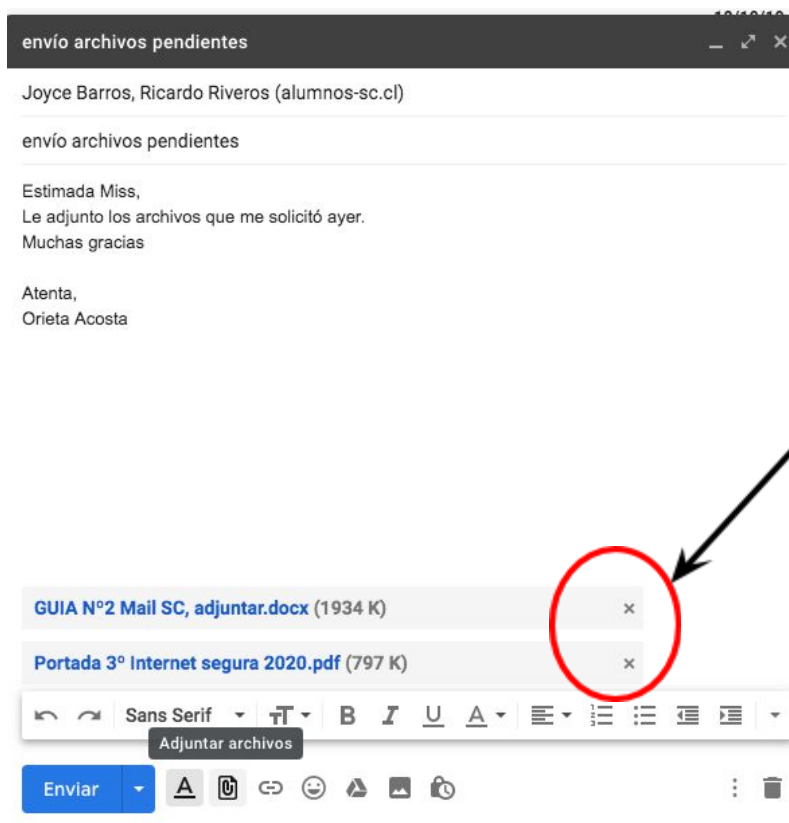 envío archivos pendientes
Joyce Barros, Ricardo Riveros (alumnos-sc.cl)
envío archivos pendientes
Estimada Miss,
Le adjunto los archivos que me solicitó ayer.
Muchas gracias
Atenta,
Orieta Acosta
GUIA Nº2 Mail SC, adjuntar.docx (1934 K)
Portada 3º Internet segura 2020.pdf (797 K)
Sans Serif
Adjuntar archivos
Enviar